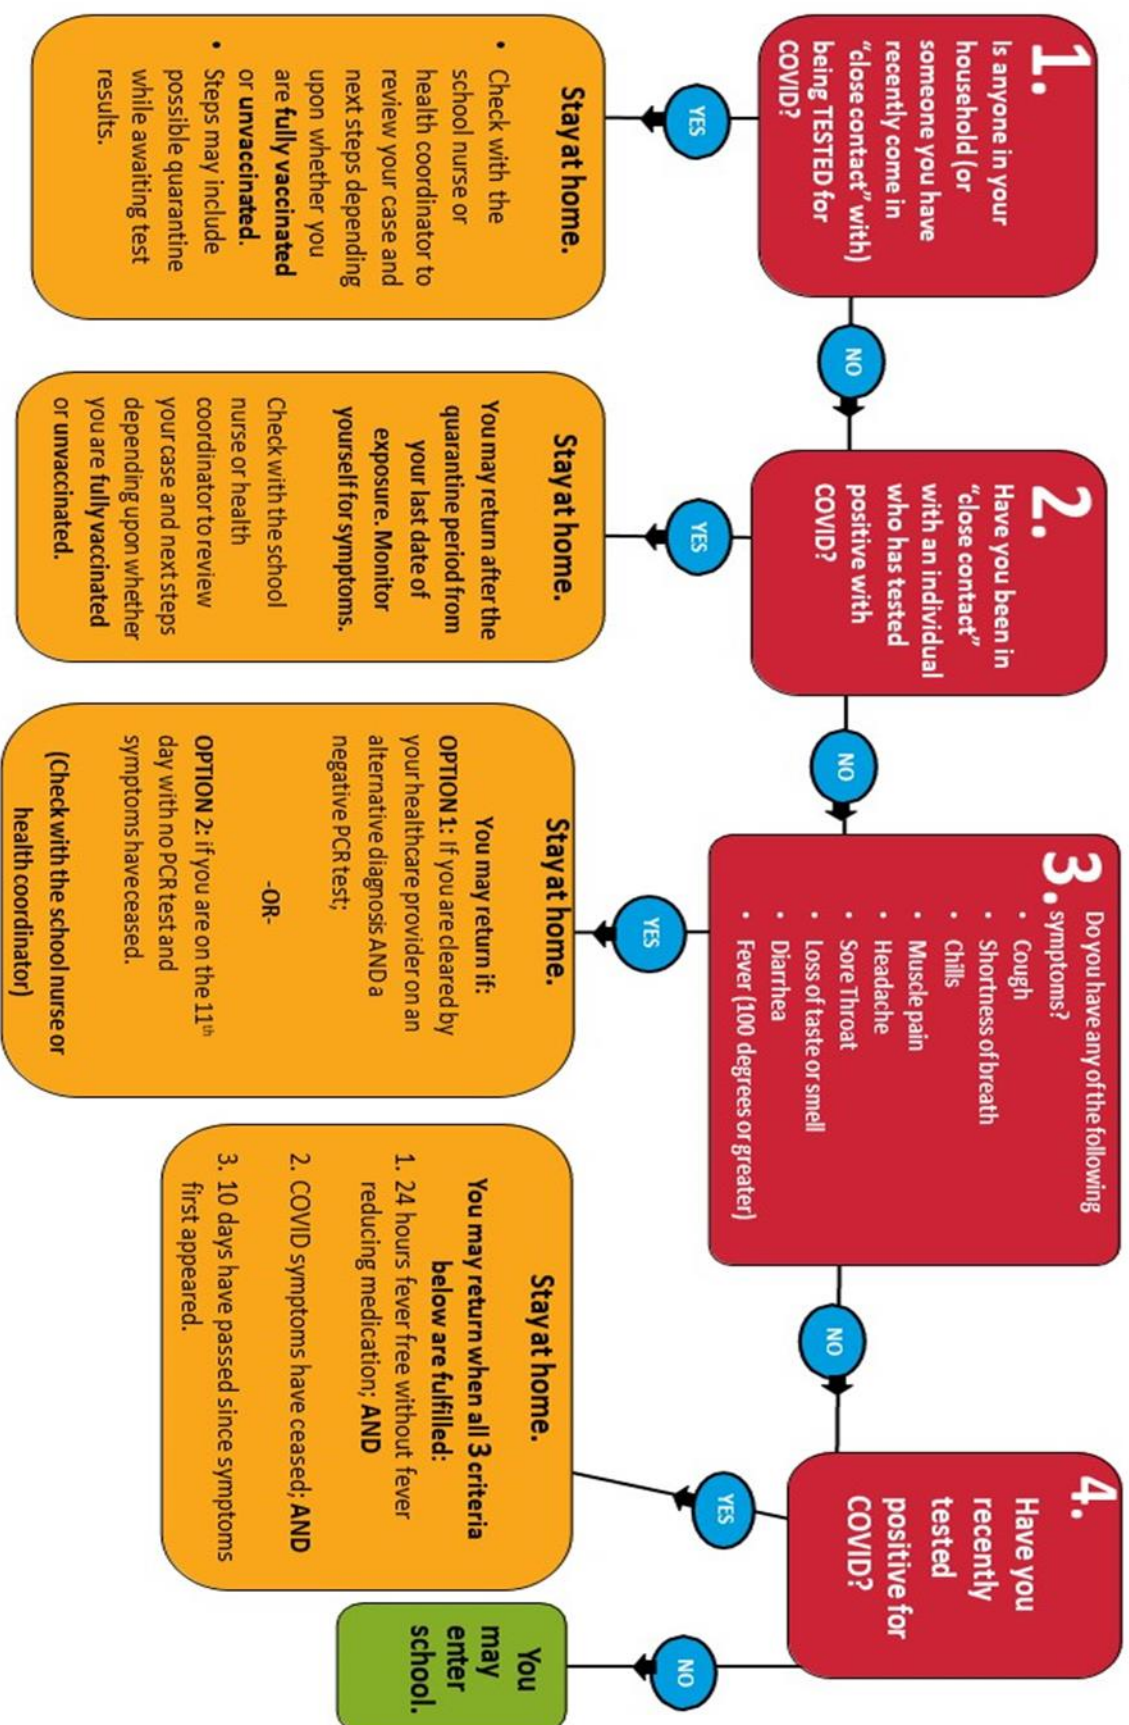 1.
Is anyone in your
household (or
someone you have
recently come in
“close contact” with)
being TESTED for
COVID?
YES
Stay at home.
• Check with the
school nurse or
health coordinator to
review your case and
next steps depending
upon whether you
are fully vaccinated
or unvaccinated.
• Steps may include
possible quarantine
while awaiting test
results.
NO
2.
Have you been in
“close contact”
with an individual
who has tested
positive with
COVID?
YES
Stay at home.
You may return after the
quarantine period from
your last date of
exposure. Monitor
yourself for symptoms.
Check with the school
nurse or health
coordinator to review
your case and next steps
depending upon whether
you are fully vaccinated
or unvaccinated.
NO
3.
Do you have any of the following
symptoms?
• Cough
• Shortness of breath
• Chills
• Muscle pain
• Headache
• Sore Throat
• Loss of taste or smell
• Diarrhea
• Fever (100 degrees or greater)
YES
Stay at home.
You may return if:
OPTION 1: If you are cleared by
your healthcare provider on an
alternative diagnosis AND a
negative PCR test;
-OR-
OPTION 2: if you are on the 11th
day with no PCR test and
symptoms have ceased.
(Check with the school nurse or
health coordinator)
NO
4.
Have you
recently
tested
positive for
COVID?
YES
Stay at home.
You may return when all 3 criteria
below are fulfilled:
1. 24 hours fever free without fever
reducing medication; AND
2. COVID symptoms have ceased; AND
3. 10 days have passed since symptoms
first appeared.
NO
You
may
enter
school.